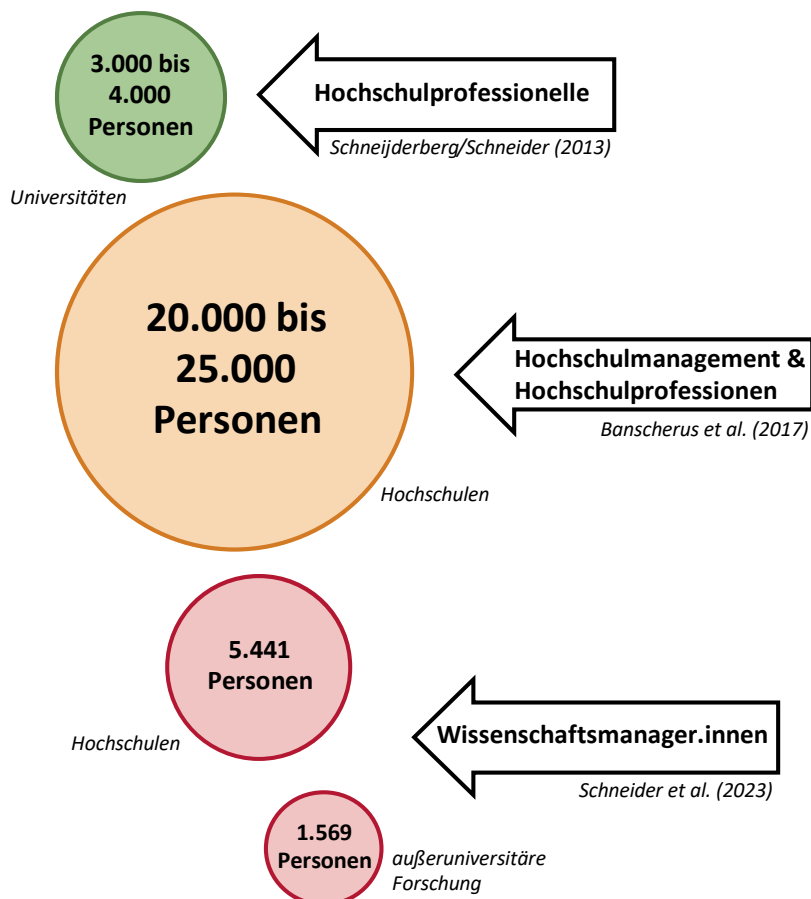 3.000 bis
4.000
Personen
Hochschulprofessionelle
Schneijderberg/Schneider (2013)
Universitäten
20.000 bis
25.000
Personen
Hochschulmanagement &
Hochschulprofessionen
Banscherus et al. (2017)
Hochschulen
5.441
Personen
Hochschulen
Wissenschaftsmanager.innen
Schneider et al. (2023)
1.569
Personen
außeruniversitäre
Forschung